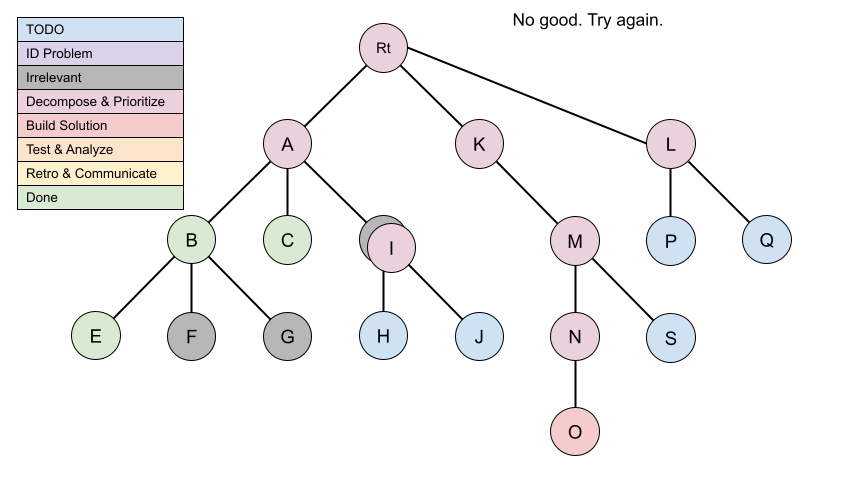 No good. Try again.
TODO
ID Problem
Irrelevant
Decompose & Prioritize
Build Solution
Test & Analyze
Retro & Communicate
Done
Rt
A
K
L
B
C
I
M
P
Q
E
F
G
H
J
N
S
O